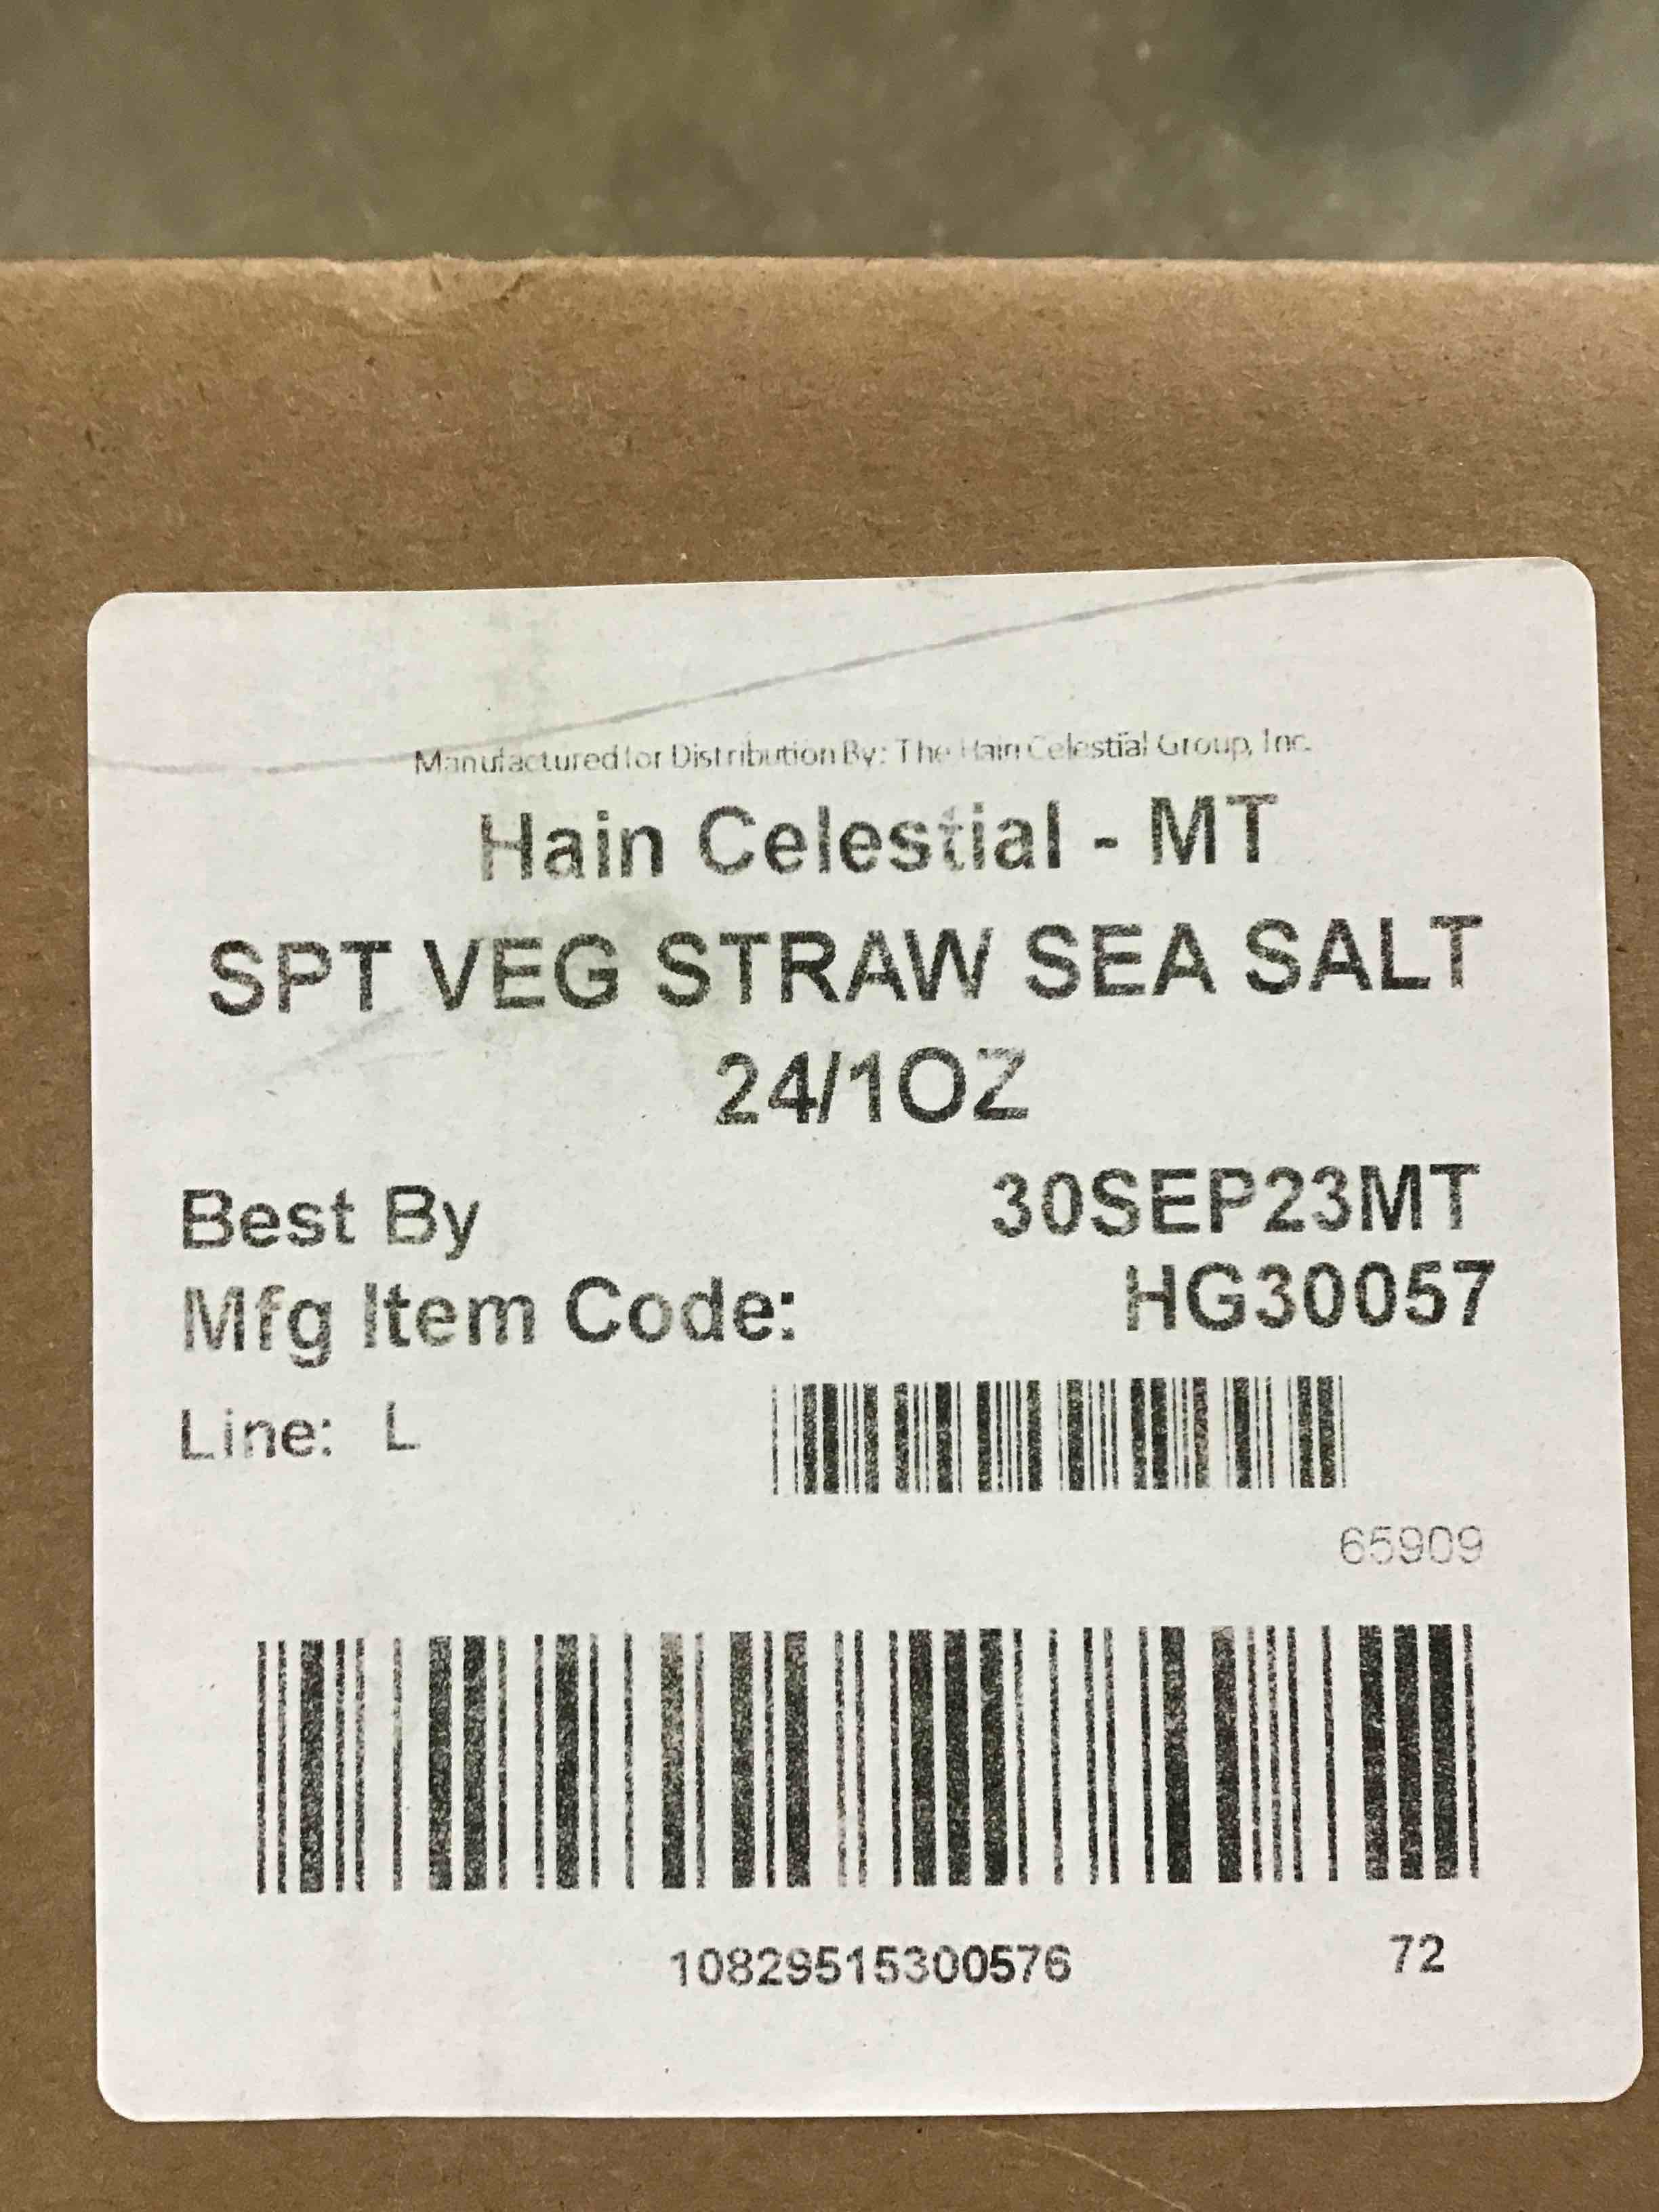 Manufactured for Distribution By: The Hain Celestial Group, Inc.
Hain Celestial - MT
SPT VEG STRAW SEA SALT
24/1OZ
Best By 30SEP23MT
Mfg Item Code: HG30057
Line: L
65909
10829515300576 72